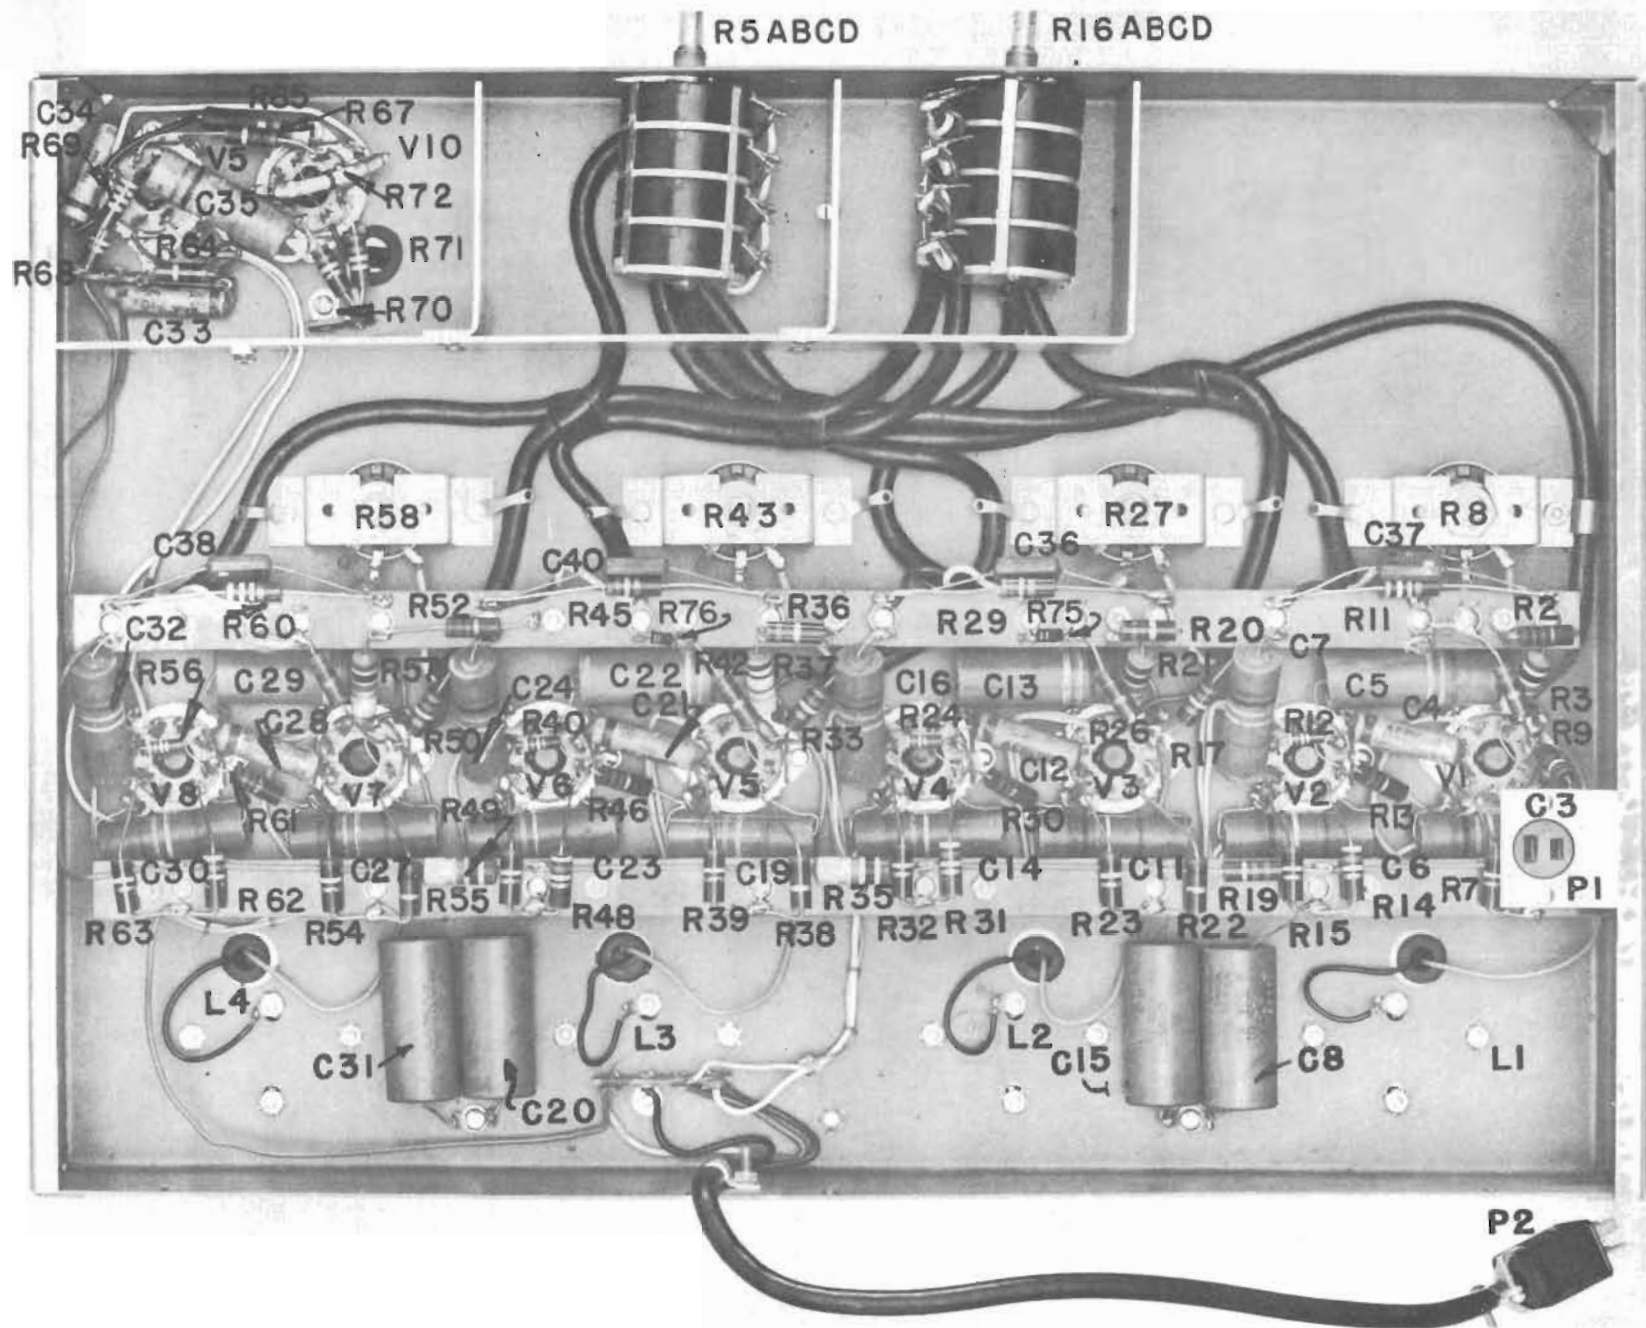 R5ABCD R16ABCD
C34 R85 R67
R69 V5 V10
C35 R72
R64 R71
R68 R70
C33
R58 R43 R27 R8
C38 C40 C36 C37
R52 R45 R76 R36 R29 R75 R20 R11 R2
C32 R60 C7
R56 C29 R57 C24 C22 R42 R37 C16 C13 R21 C5 R3
C28 R40 C21 R24 R26 R12 C4
R50 R33 C12 R17 R9
V8 V7 V6 V5 V4 V3 V2 V1
R61 R49 R46 R30 R13 C3
C30 C27 C23 C19 C14 C11 C6
R62 R55 R35 R19 R14 R7 P1
R63 R54 R48 R39 R38 R32 R31 R23 R22 R15
L4 L3 L2 L1
C31 C20 C15 C8
P2